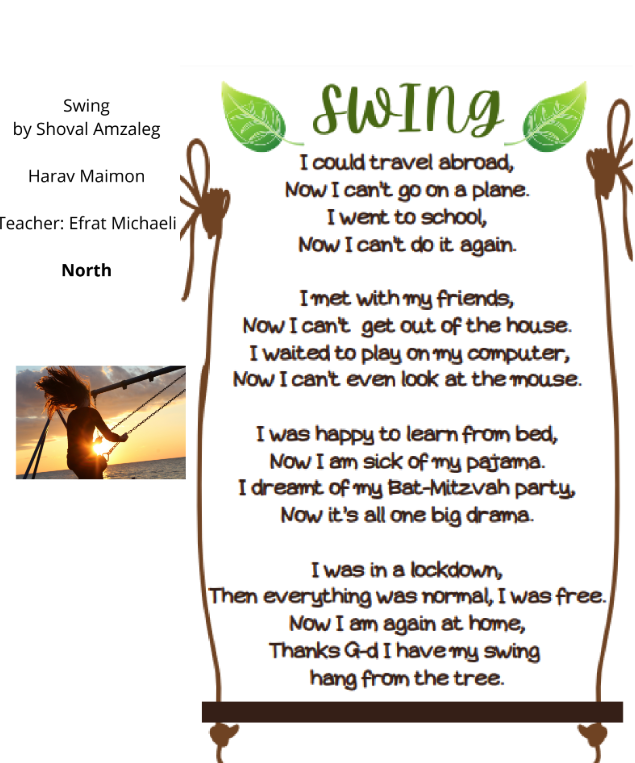 Swing
by Shoval Amzaleg
Harav Maimon
Teacher: Efrat Michaeli
North
SWING
I could travel abroad,
Now I can't go on a plane.
I went to school,
Now I can't do it again.
I met with my friends,
Now I can't get out of the house.
I waited to play on my computer,
Now I can't even look at the mouse.
I was happy to learn from bed,
Now I am sick of my pajama.
I dreamt of my Bat-Mitzvah party,
Now it's all one big drama.
I was in a lockdown,
Then everything was normal, I was free.
Now I am again at home,
Thanks G-d I have my swing
hang from the tree.